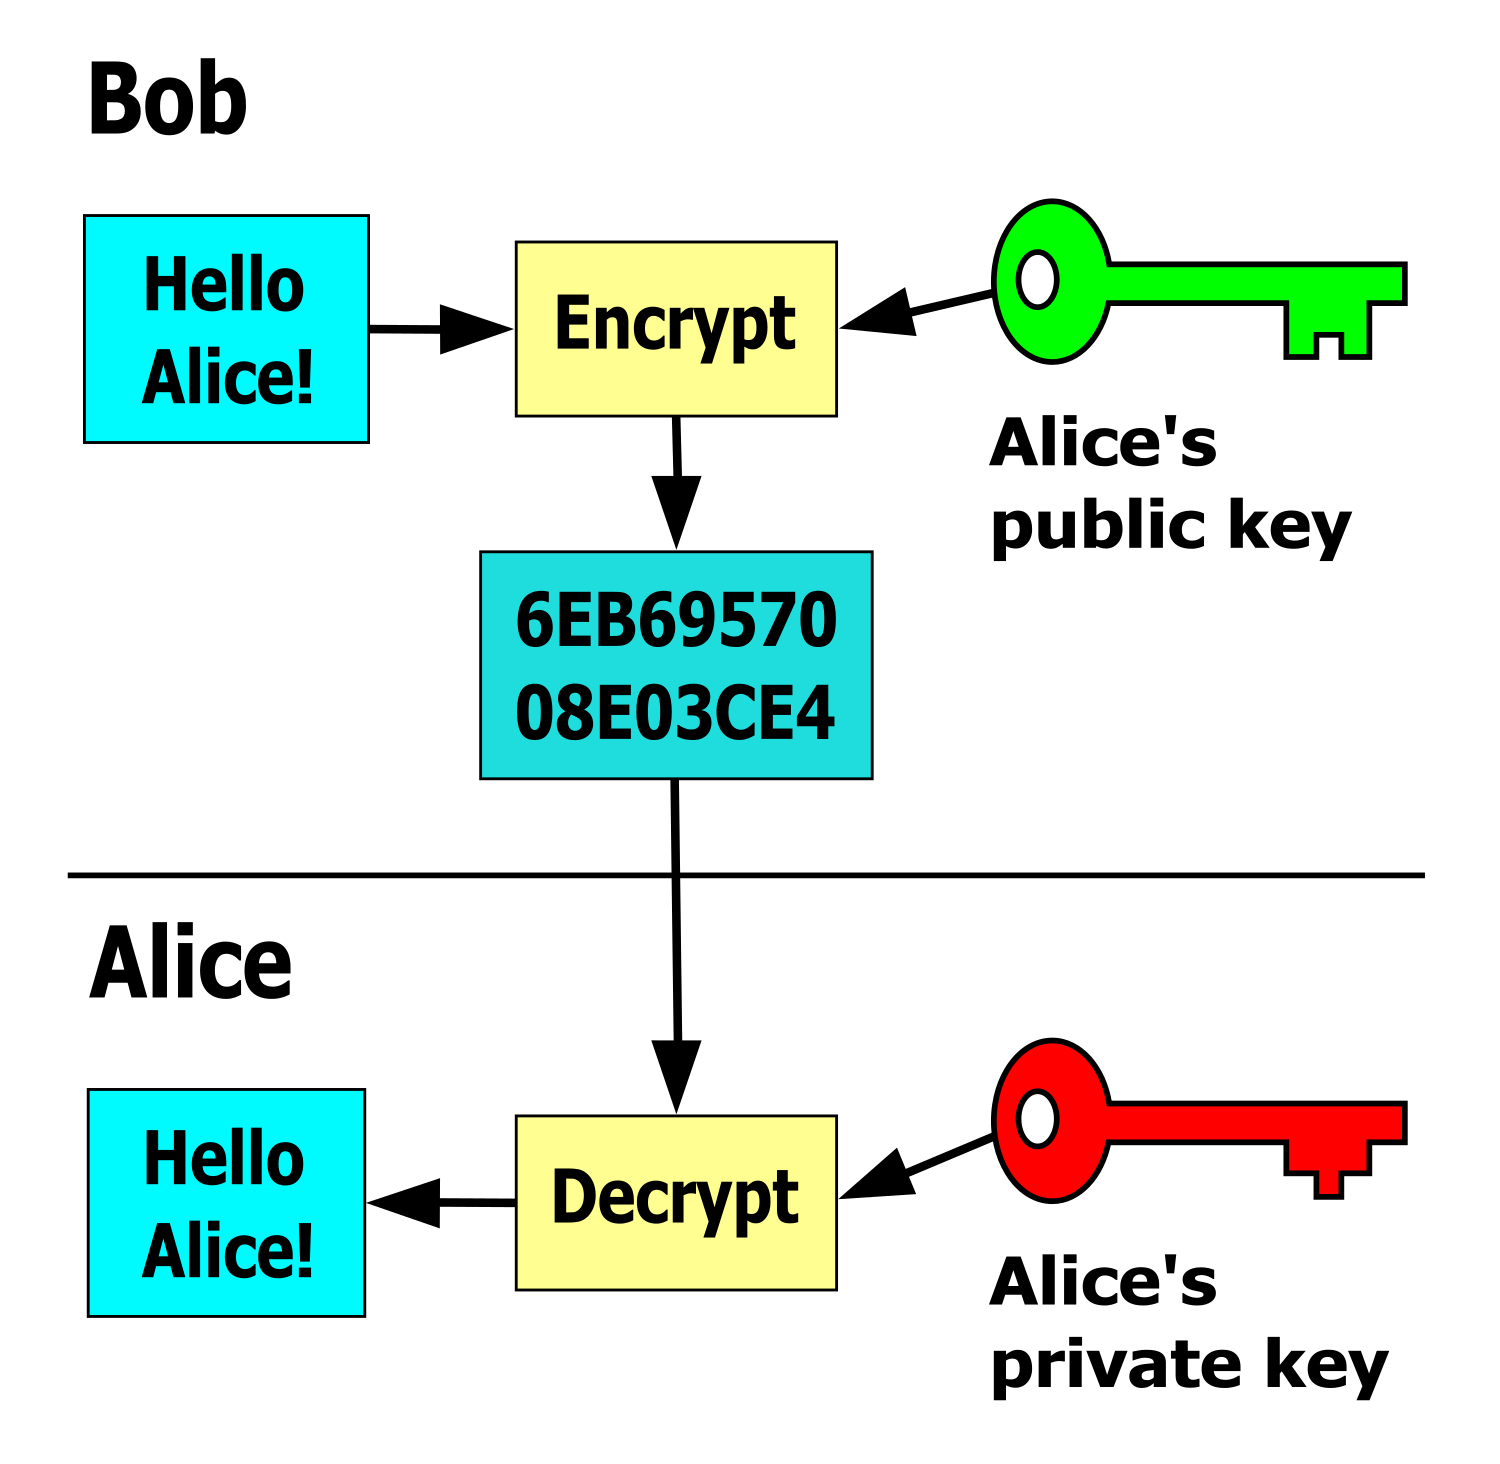 Bob
Hello
Alice!
Encrypt
Alice's
public key
6EB69570
08E03CE4
Alice
Hello
Alice!
Decrypt
Alice's
private key